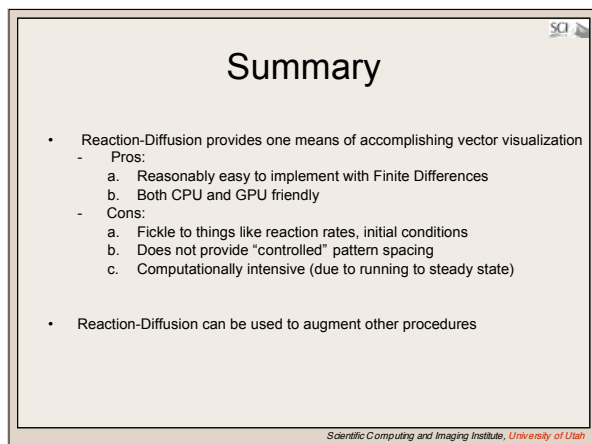 SCI
Summary
• Reaction-Diffusion provides one means of accomplishing vector visualization
- Pros:
a. Reasonably easy to implement with Finite Differences
b. Both CPU and GPU friendly
- Cons:
a. Fickle to things like reaction rates, initial conditions
b. Does not provide “controlled” pattern spacing
c. Computationally intensive (due to running to steady state)
• Reaction-Diffusion can be used to augment other procedures
Scientific Computing and Imaging Institute, University of Utah